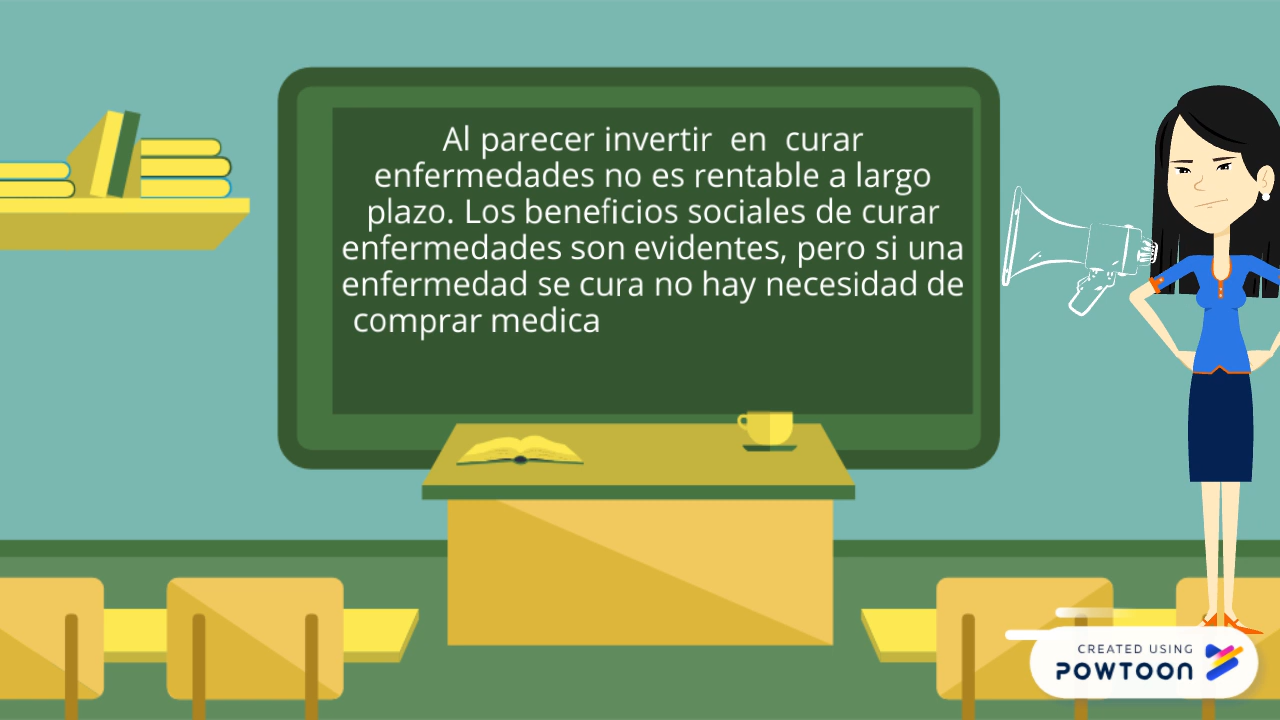 Al parecer invertir en curar
enfermedades no es rentable a largo
plazo. Los beneficios sociales de curar
enfermedades son evidentes, pero si una
enfermedad se cura no hay necesidad de
comprar medica
CREATED USING
POWTOON